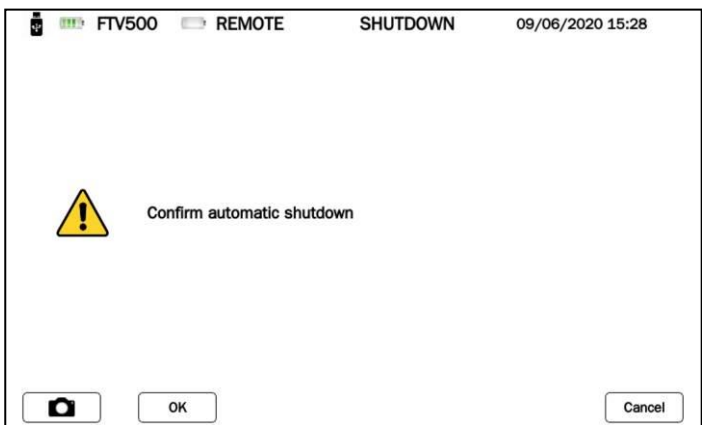 FTV500 REMOTE SHUTDOWN 09/06/2020 15:28
Confirm automatic shutdown
OK Cancel